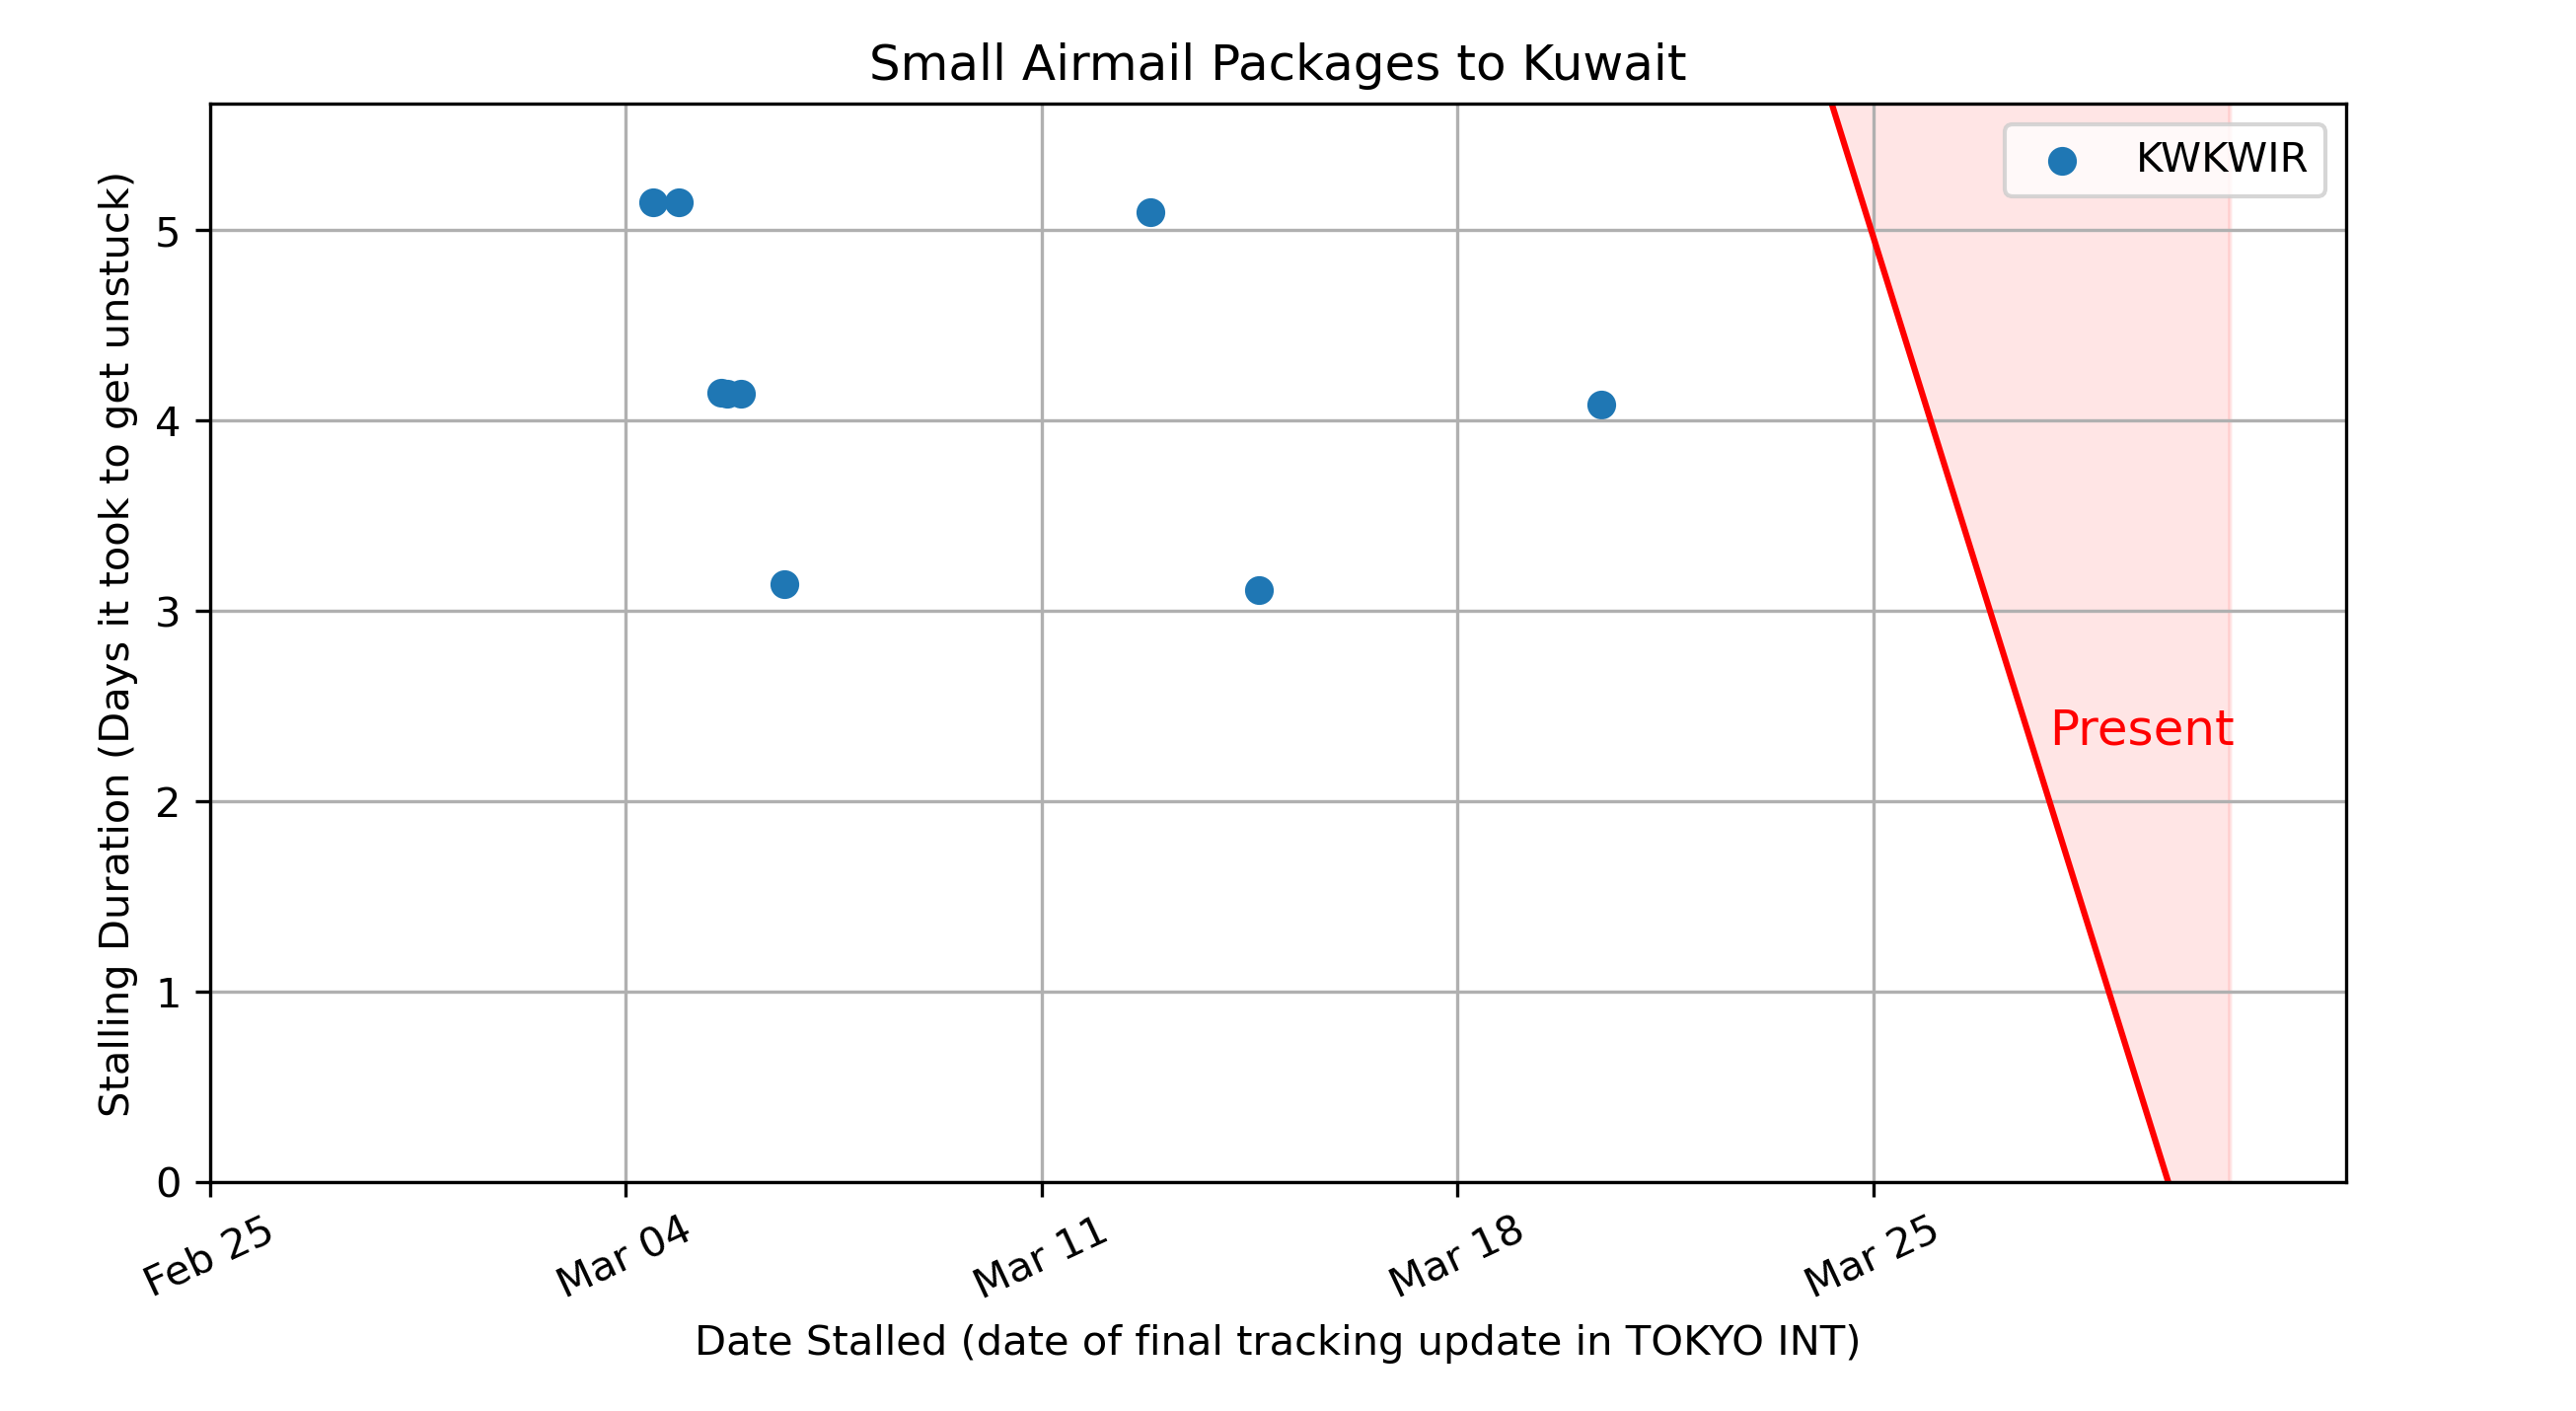 Small Airmail Packages to Kuwait
KWKWIR
Stalling Duration (Days it took to get unstuck)
5
4
3
2
1
0
Present
Feb 25
Mar 04
Mar 11
Mar 18
Mar 25
Date Stalled (date of final tracking update in TOKYO INT)